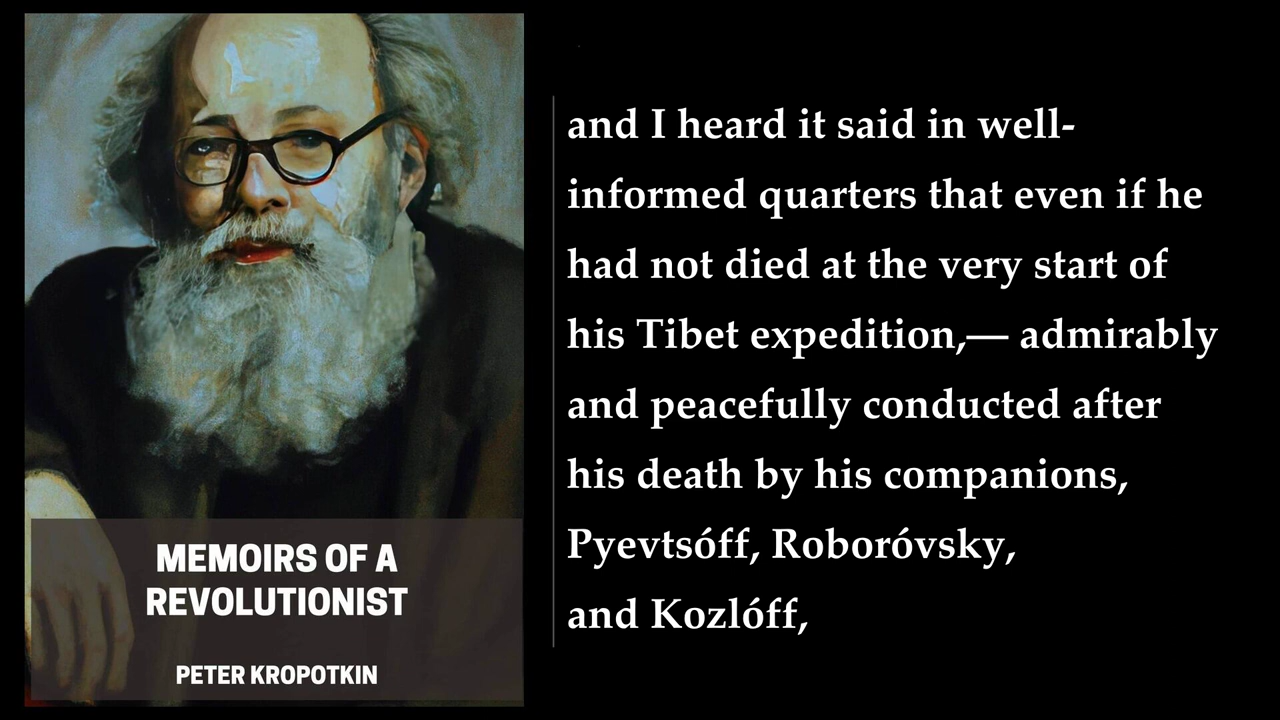 MEMOIRS OF A
REVOLUTIONIST
PETER KROPOTKIN
and I heard it said in well-
informed quarters that even if he
had not died at the very start of
his Tibet expedition,— admirably
and peacefully conducted after
his death by his companions,
Pyevtsóff, Roboróvsky,
and Kozlóff,